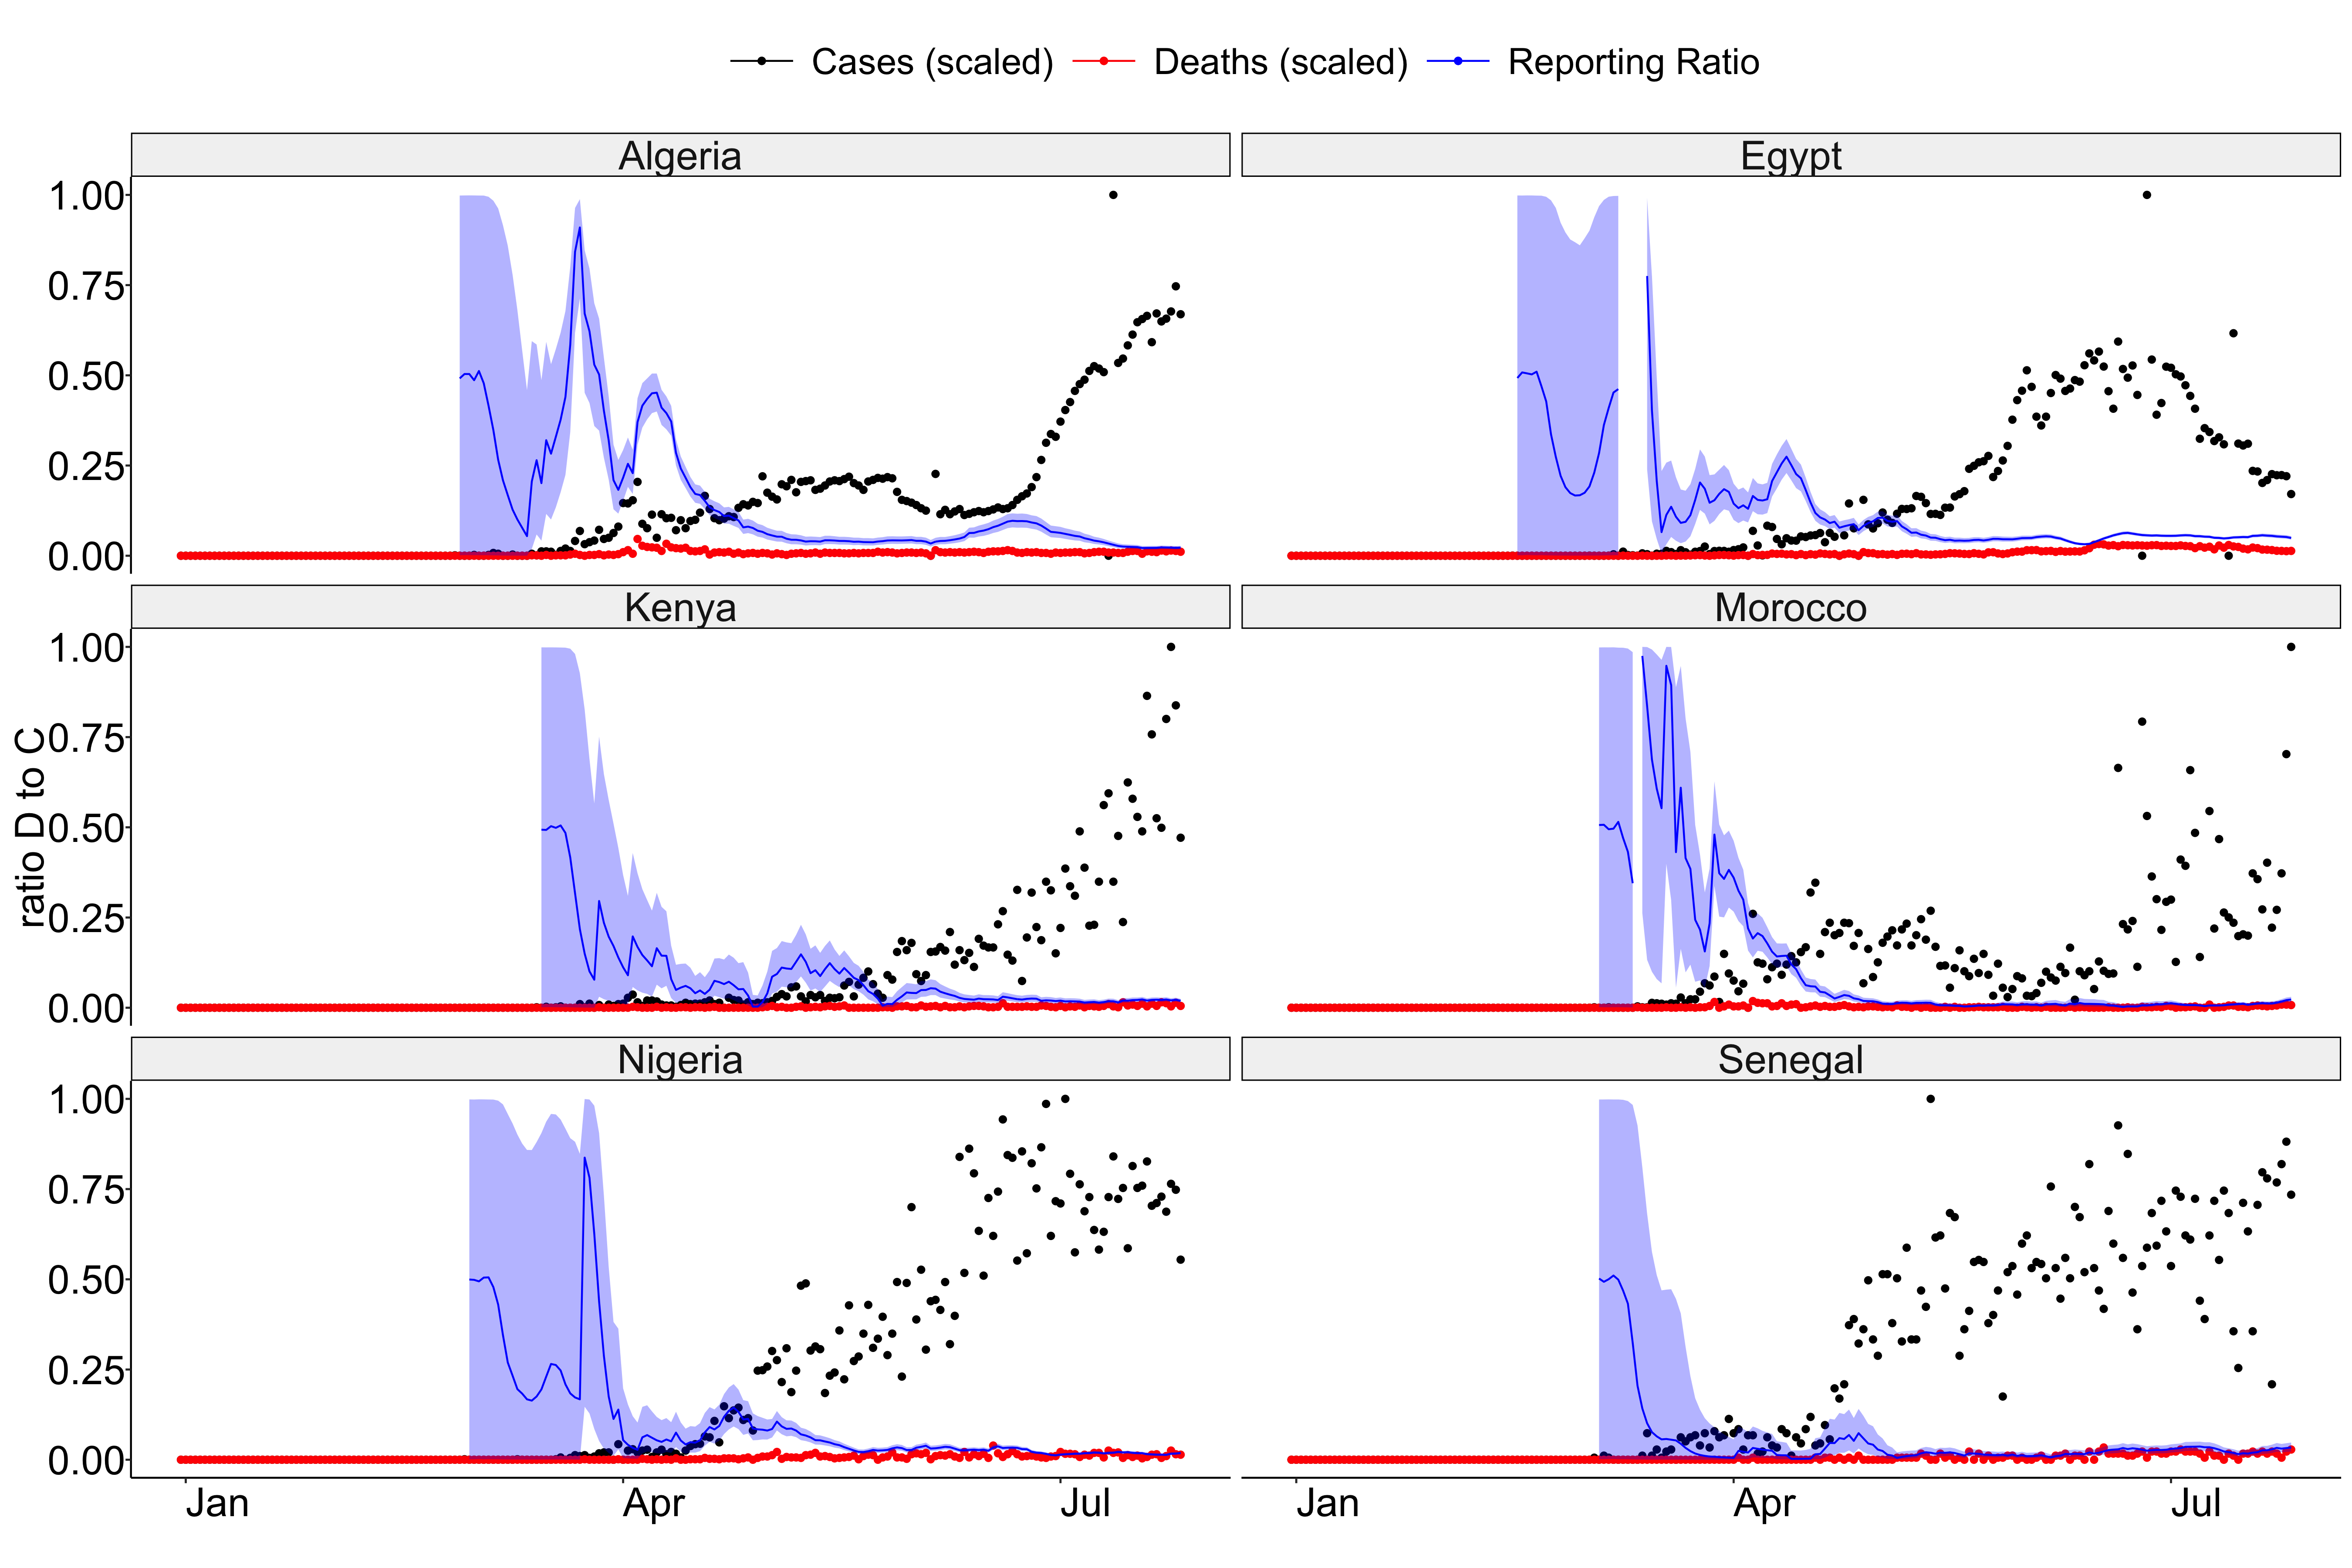 Cases (scaled) Deaths (scaled) Reporting Ratio
Algeria Egypt
1.00
0.75
0.50
0.25
0.00
Kenya Morocco
1.00
0.75
0.50
0.25
0.00
ratio D to C
Nigeria Senegal
1.00
0.75
0.50
0.25
0.00
Jan Apr Jul Jan Apr Jul